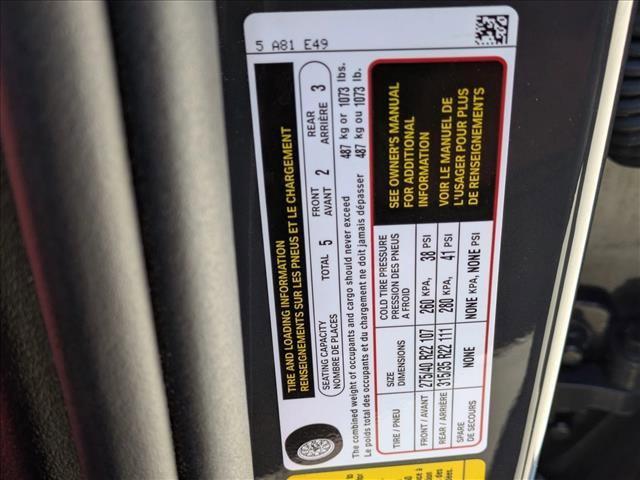 5 A81 E49
TIRE AND LOADING INFORMATION
RENSEIGNEMENTS SUR LES PNEUS ET LE CHARGEMENT
SEATING CAPACITY TOTAL 5 FRONT 2 REAR 3
NOMBRE DE PLACES AVANT ARRIÈRE
The combined weight of occupants and cargo should never exceed 487 kg or 1073 lbs.
Le poids total des occupants et du chargement ne doit jamais dépasser 487 kg ou 1073 lb.
TIRE / PNEU SIZE DIMENSIONS COLD TIRE PRESSURE PRESSION DES PNEUS A FROID
FRONT / AVANT 275/40 R22 107 260 KPA, 38 PSI
REAR / ARRIÈRE 315/35 R22 111 280 KPA, 41 PSI
SPARE DE SECOURS NONE NONE KPA, NONE PSI
SEE OWNER'S MANUAL
FOR ADDITIONAL
INFORMATION
VOIR LE MANUEL DE
L'USAGER POUR PLUS
DE RENSEIGNEMENTS